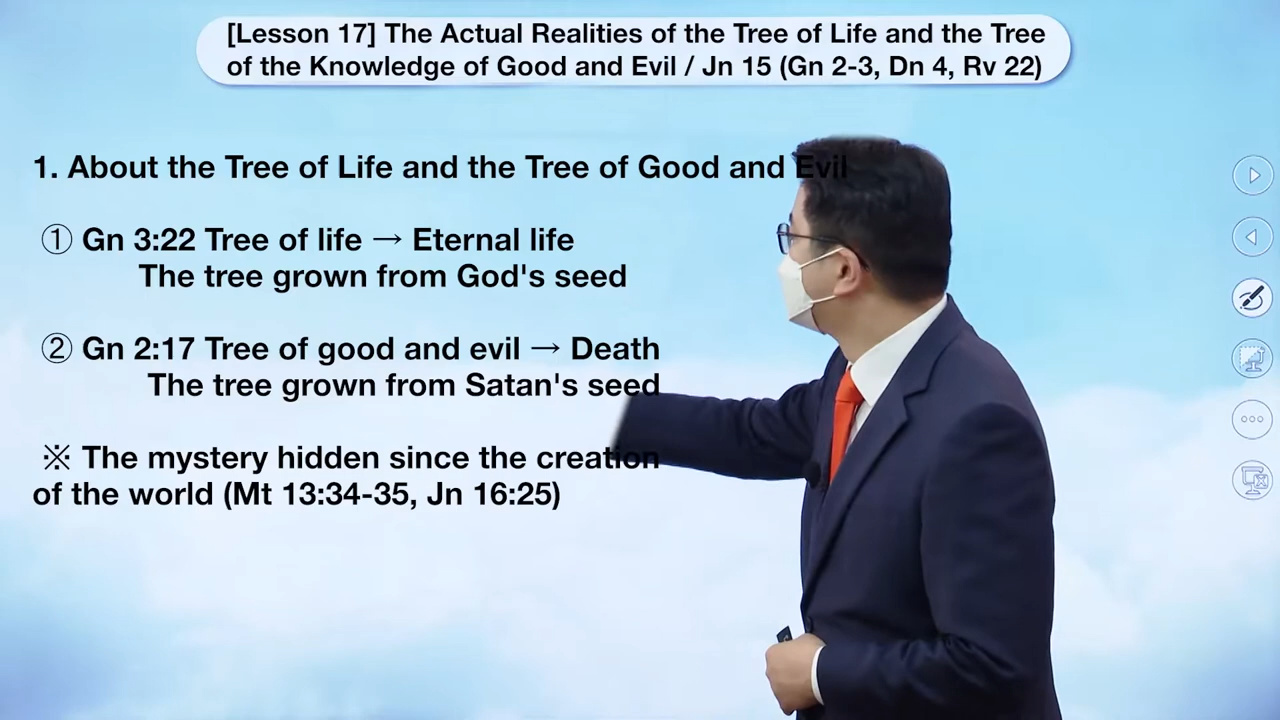 [Lesson 17] The Actual Realities of the Tree of Life and the Tree
of the Knowledge of Good and Evil / Jn 15 (Gn 2-3, Dn 4, Rv 22)
1. About the Tree of Life and the Tree of Good and Evil
① Gn 3:22 Tree of life → Eternal life
The tree grown from God's seed
② Gn 2:17 Tree of good and evil → Death
The tree grown from Satan's seed
※ The mystery hidden since the creation
of the world (Mt 13:34-35, Jn 16:25)